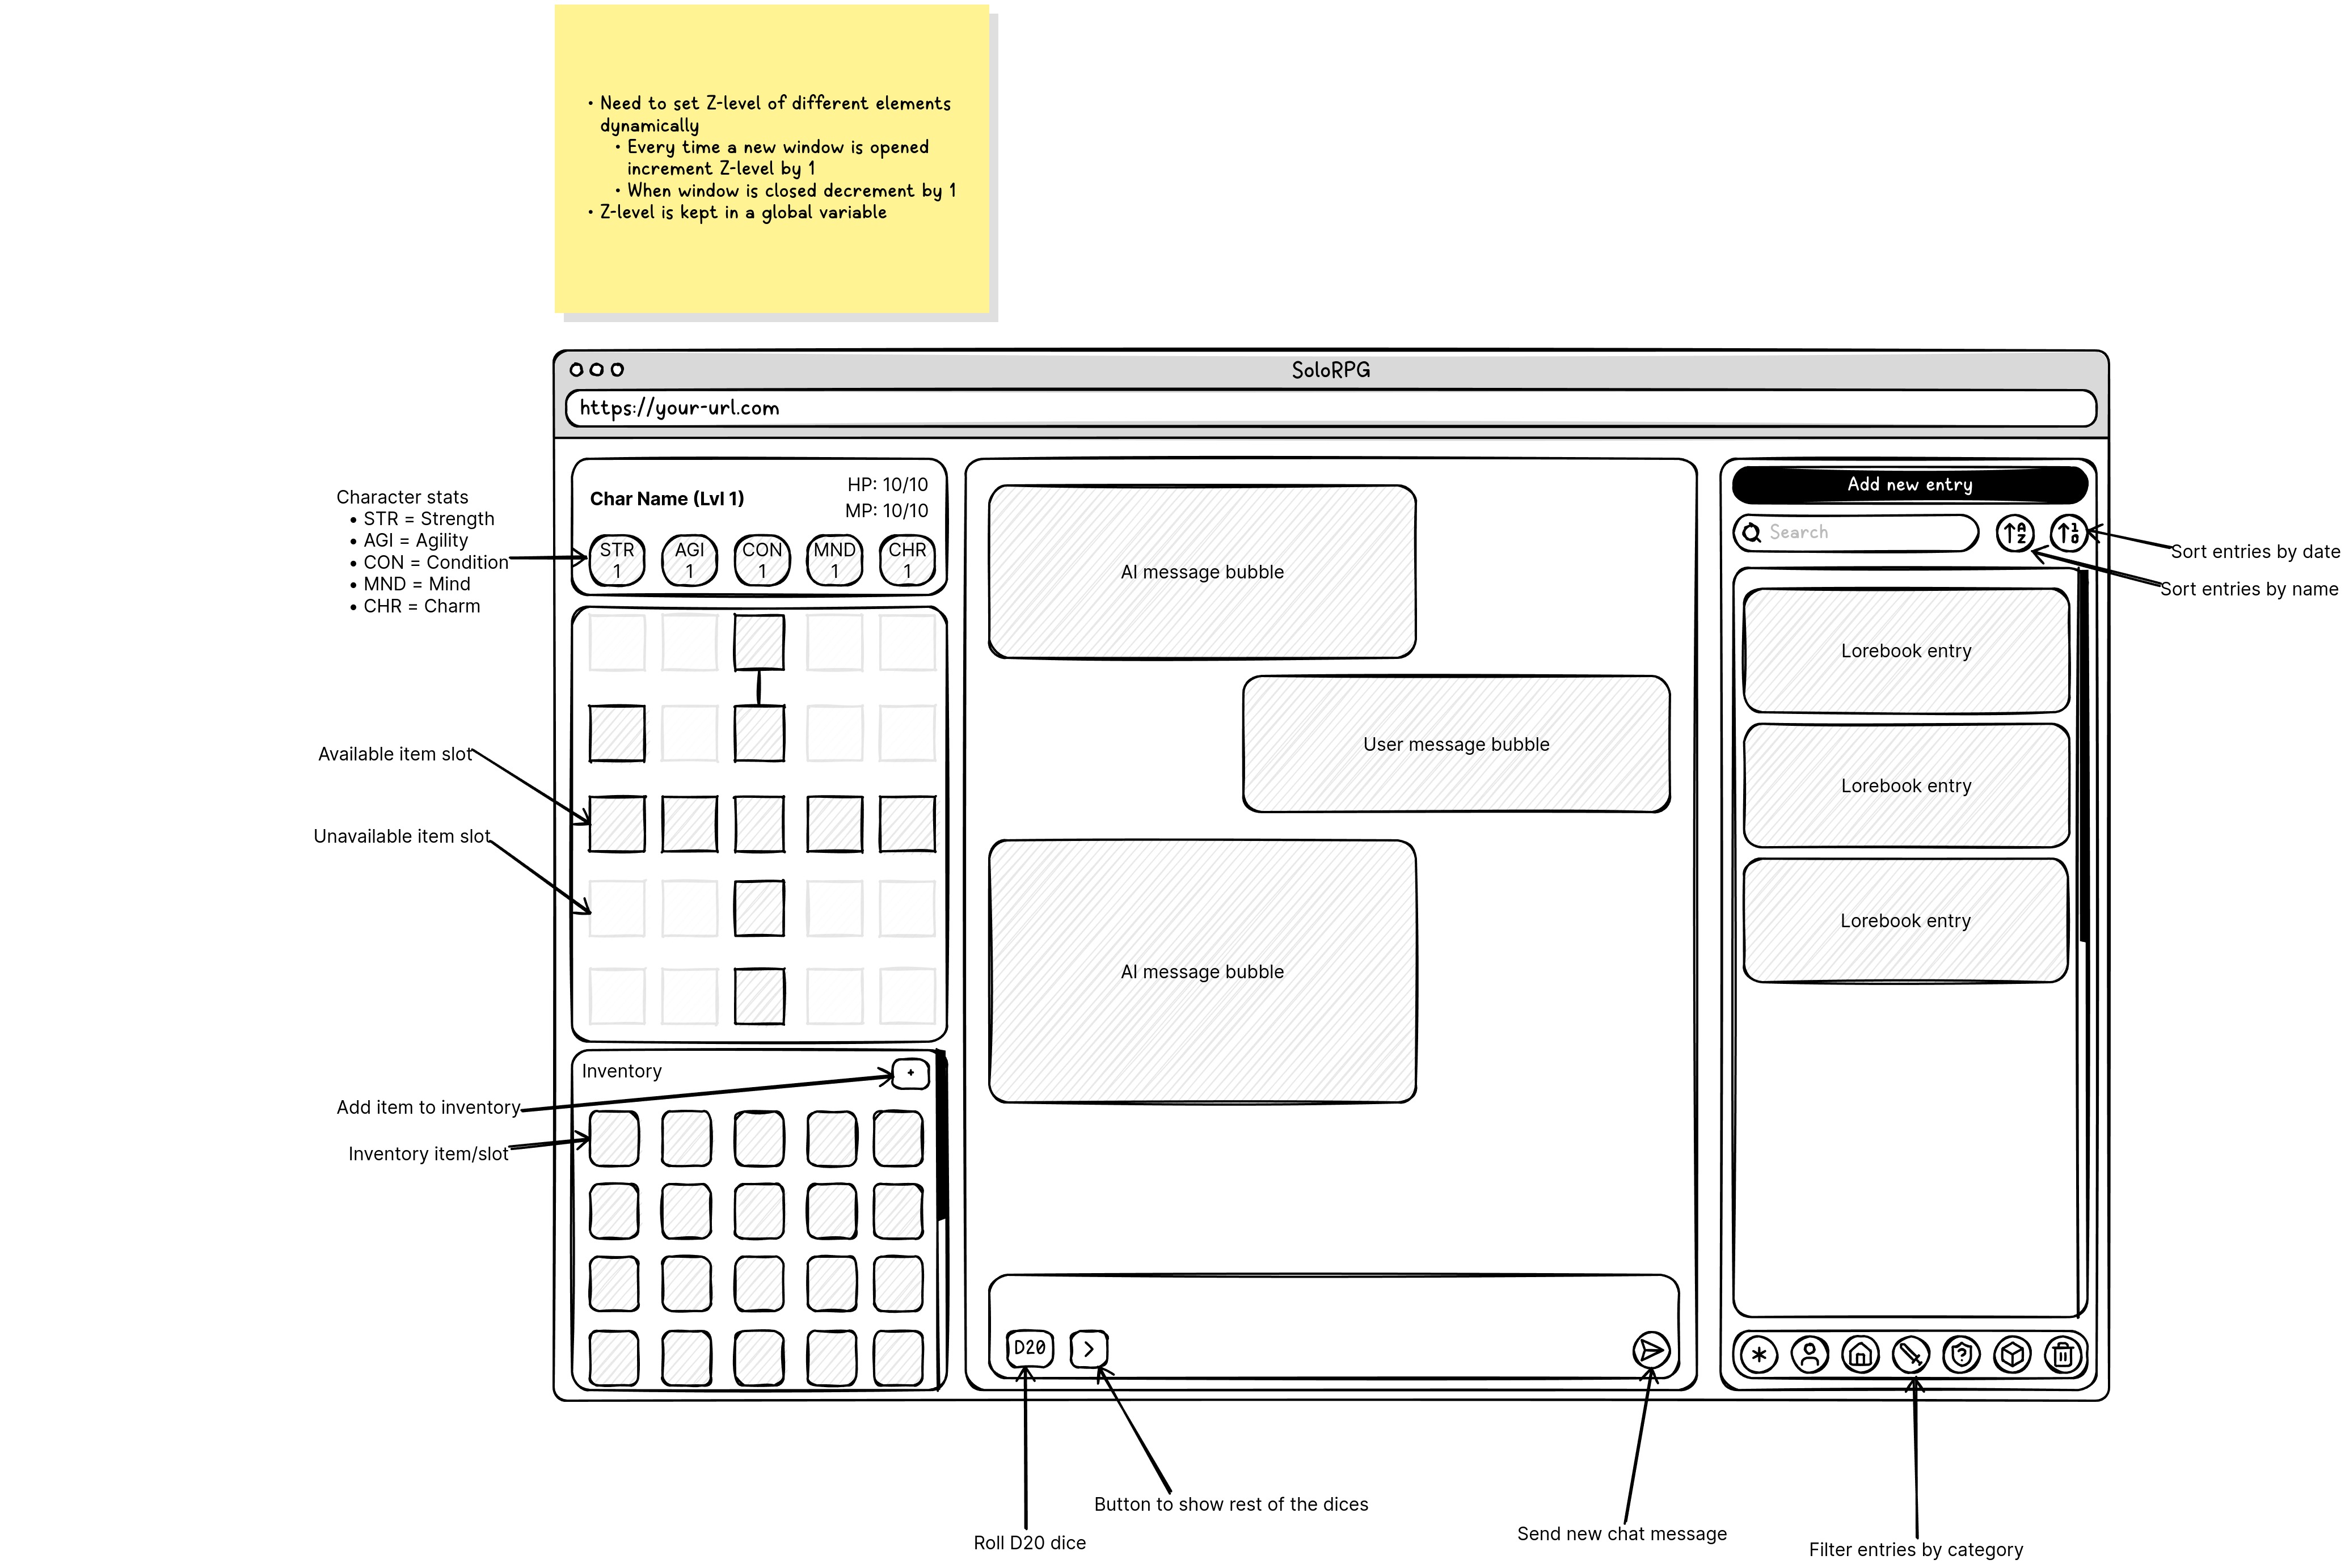 • Need to set Z-level of different elements
dynamically
• Every time a new window is opened
increment Z-level by 1
• When window is closed decrement by 1
• Z-level is kept in a global variable
SoloRPG
https://your-url.com
Character stats
• STR = Strength
• AGI = Agility
• CON = Condition
• MND = Mind
• CHR = Charm
Available item slot
Unavailable item slot
Add item to inventory
Inventory item/slot
Char Name (Lvl 1)
HP: 10/10
MP: 10/10
STR
1
AGI
1
CON
1
MND
1
CHR
1
Inventory
+
AI message bubble
User message bubble
AI message bubble
D20
>
Add new entry
Search
A
Z
1
0
Lorebook entry
Lorebook entry
Lorebook entry
*
?
Sort entries by date
Sort entries by name
Button to show rest of the dices
Roll D20 dice
Send new chat message
Filter entries by category